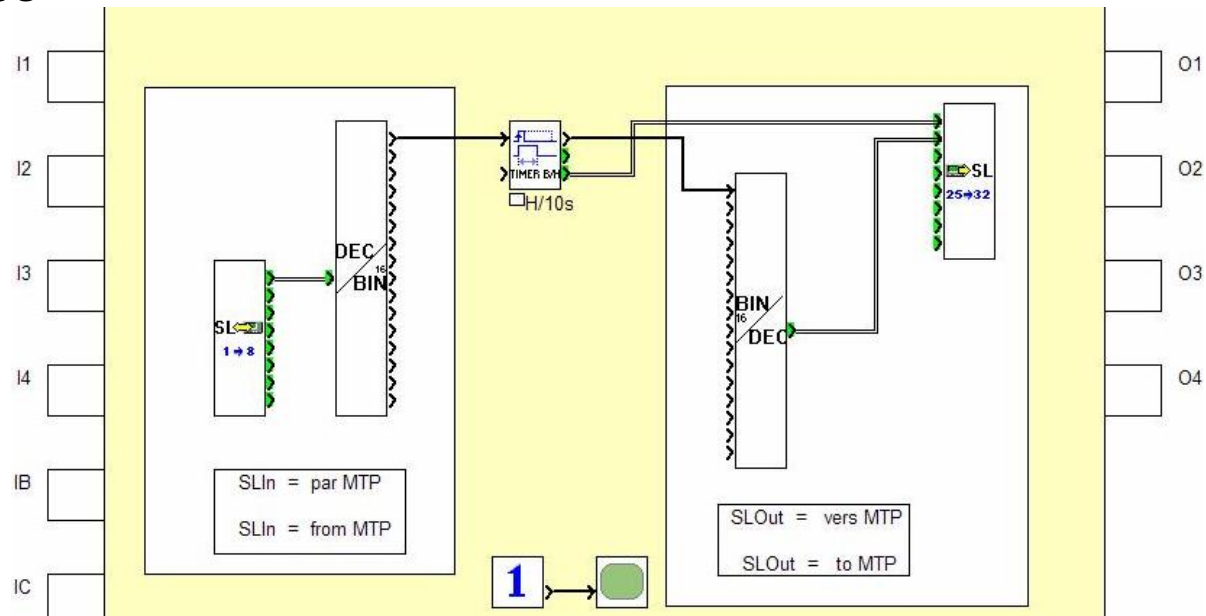 I1
I2
I3
I4
IB
IC
SL
1→8
DEC
16
BIN
SLIn = par MTP
SLIn = from MTP
TIMER B/H
H/10s
1
BIN
16
DEC
SL
25→32
SLOut = vers MTP
SLOut = to MTP
O1
O2
O3
O4